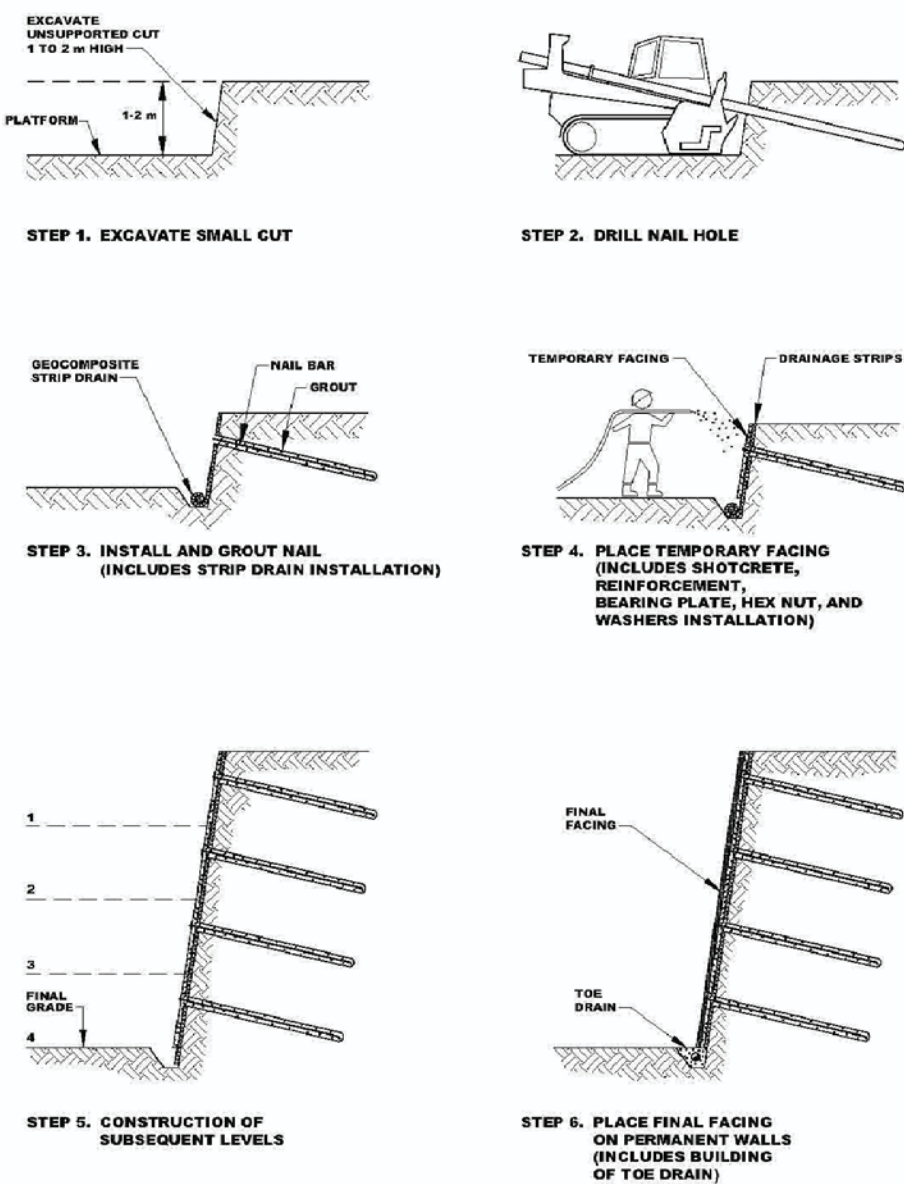 EXCAVATE
UNSUPPORTED CUT
1 TO 2 m HIGH
1-2 m
PLATFORM
STEP 1. EXCAVATE SMALL CUT
STEP 2. DRILL NAIL HOLE
GEOCOMPOSITE
STRIP DRAIN
NAIL BAR
GROUT
STEP 3. INSTALL AND GROUT NAIL
(INCLUDES STRIP DRAIN INSTALLATION)
TEMPORARY FACING
DRAINAGE STRIPS
STEP 4. PLACE TEMPORARY FACING
(INCLUDES SHOTCRETE,
REINFORCEMENT,
BEARING PLATE, HEX NUT, AND
WASHERS INSTALLATION)
1
2
3
FINAL
GRADE
4
STEP 5. CONSTRUCTION OF
SUBSEQUENT LEVELS
FINAL
FACING
TOE
DRAIN
STEP 6. PLACE FINAL FACING
ON PERMANENT WALLS
(INCLUDES BUILDING
OF TOE DRAIN)